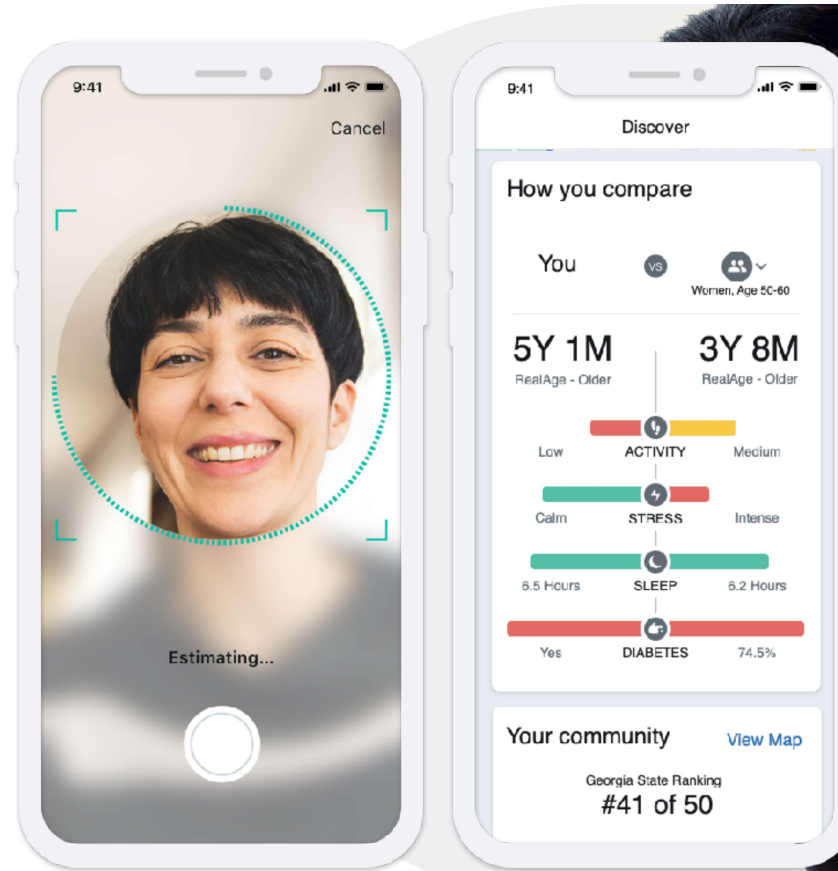 9:41
Cancel
Estimating...
9:41
Discover
How you compare
You
VS
Women, Age 50-60
5Y 1M
3Y 8M
RealAge - Older
RealAge - Older
Low
ACTIVITY
Medium
Calm
STRESS
Intense
6.5 Hours
SLEEP
6.2 Hours
Yes
DIABETES
74.5%
Your community
View Map
Georgia State Ranking
#41 of 50